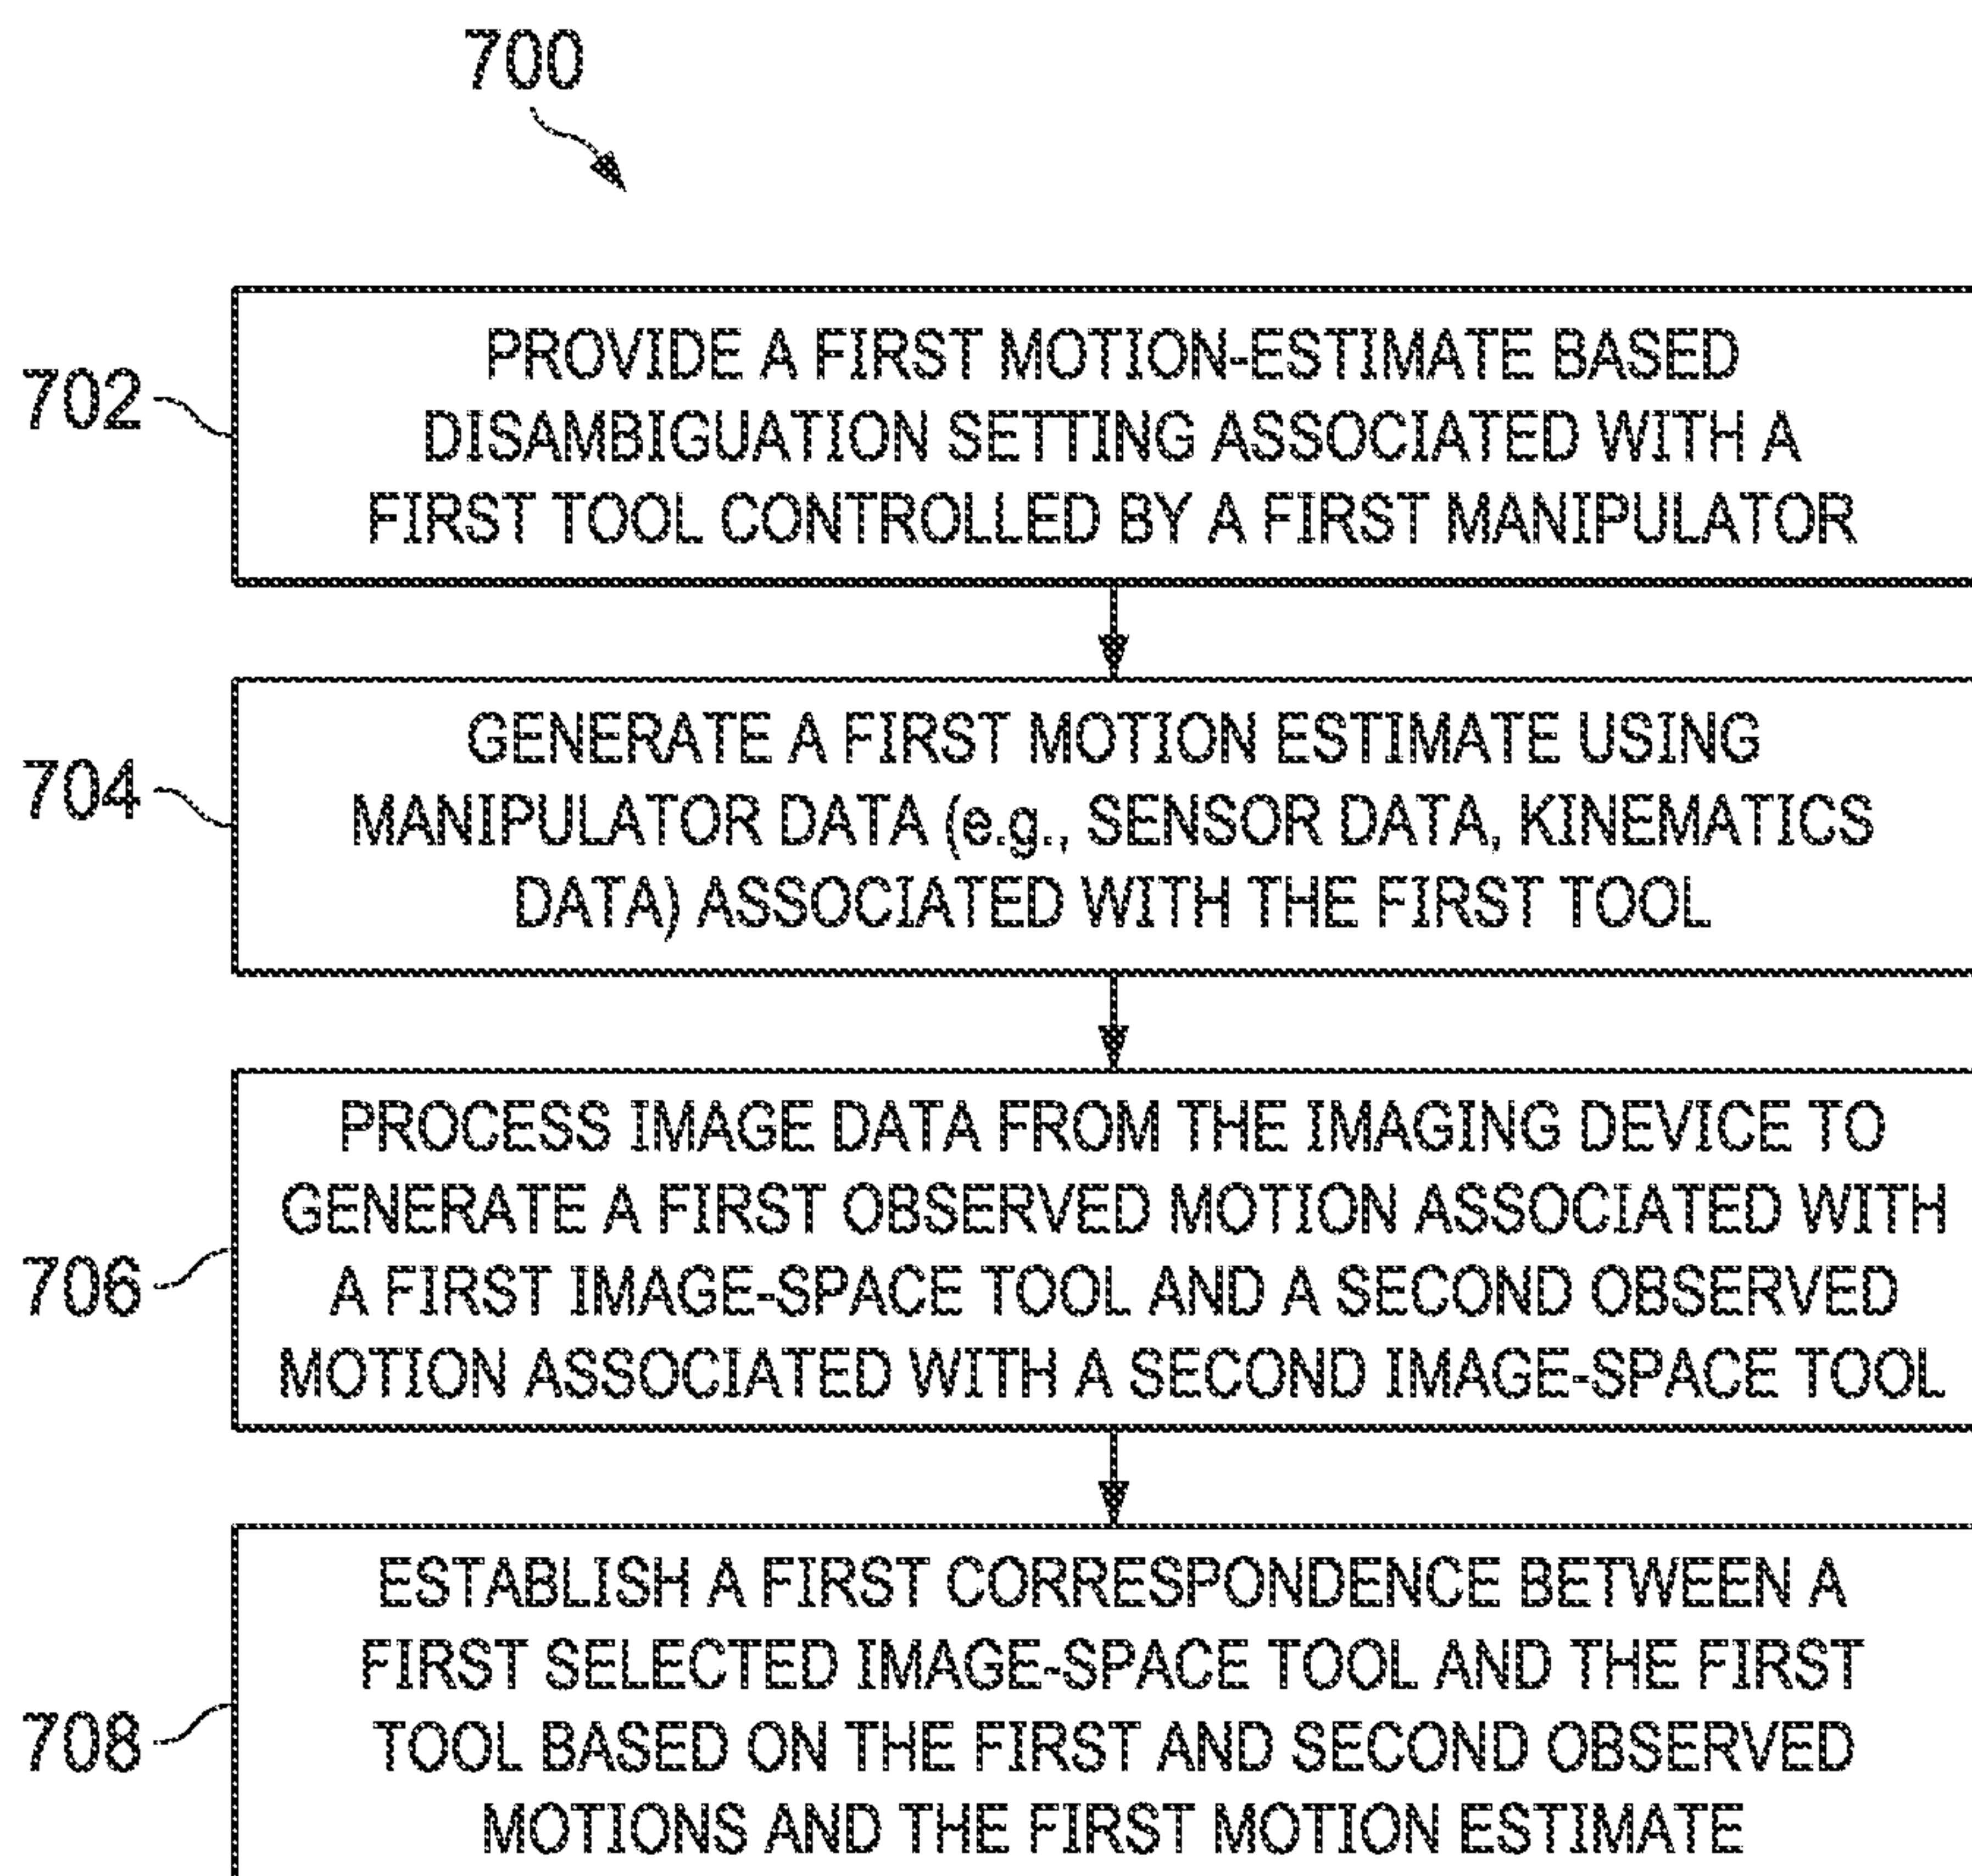 700
702
PROVIDE A FIRST MOTION-ESTIMATE BASED
DISAMBIGUATION SETTING ASSOCIATED WITH A
FIRST TOOL CONTROLLED BY A FIRST MANIPULATOR
704
GENERATE A FIRST MOTION ESTIMATE USING
MANIPULATOR DATA (e.g., SENSOR DATA, KINEMATICS
DATA) ASSOCIATED WITH THE FIRST TOOL
706
PROCESS IMAGE DATA FROM THE IMAGING DEVICE TO
GENERATE A FIRST OBSERVED MOTION ASSOCIATED WITH
A FIRST IMAGE-SPACE TOOL AND A SECOND OBSERVED
MOTION ASSOCIATED WITH A SECOND IMAGE-SPACE TOOL
708
ESTABLISH A FIRST CORRESPONDENCE BETWEEN A
FIRST SELECTED IMAGE-SPACE TOOL AND THE FIRST
TOOL BASED ON THE FIRST AND SECOND OBSERVED
MOTIONS AND THE FIRST MOTION ESTIMATE